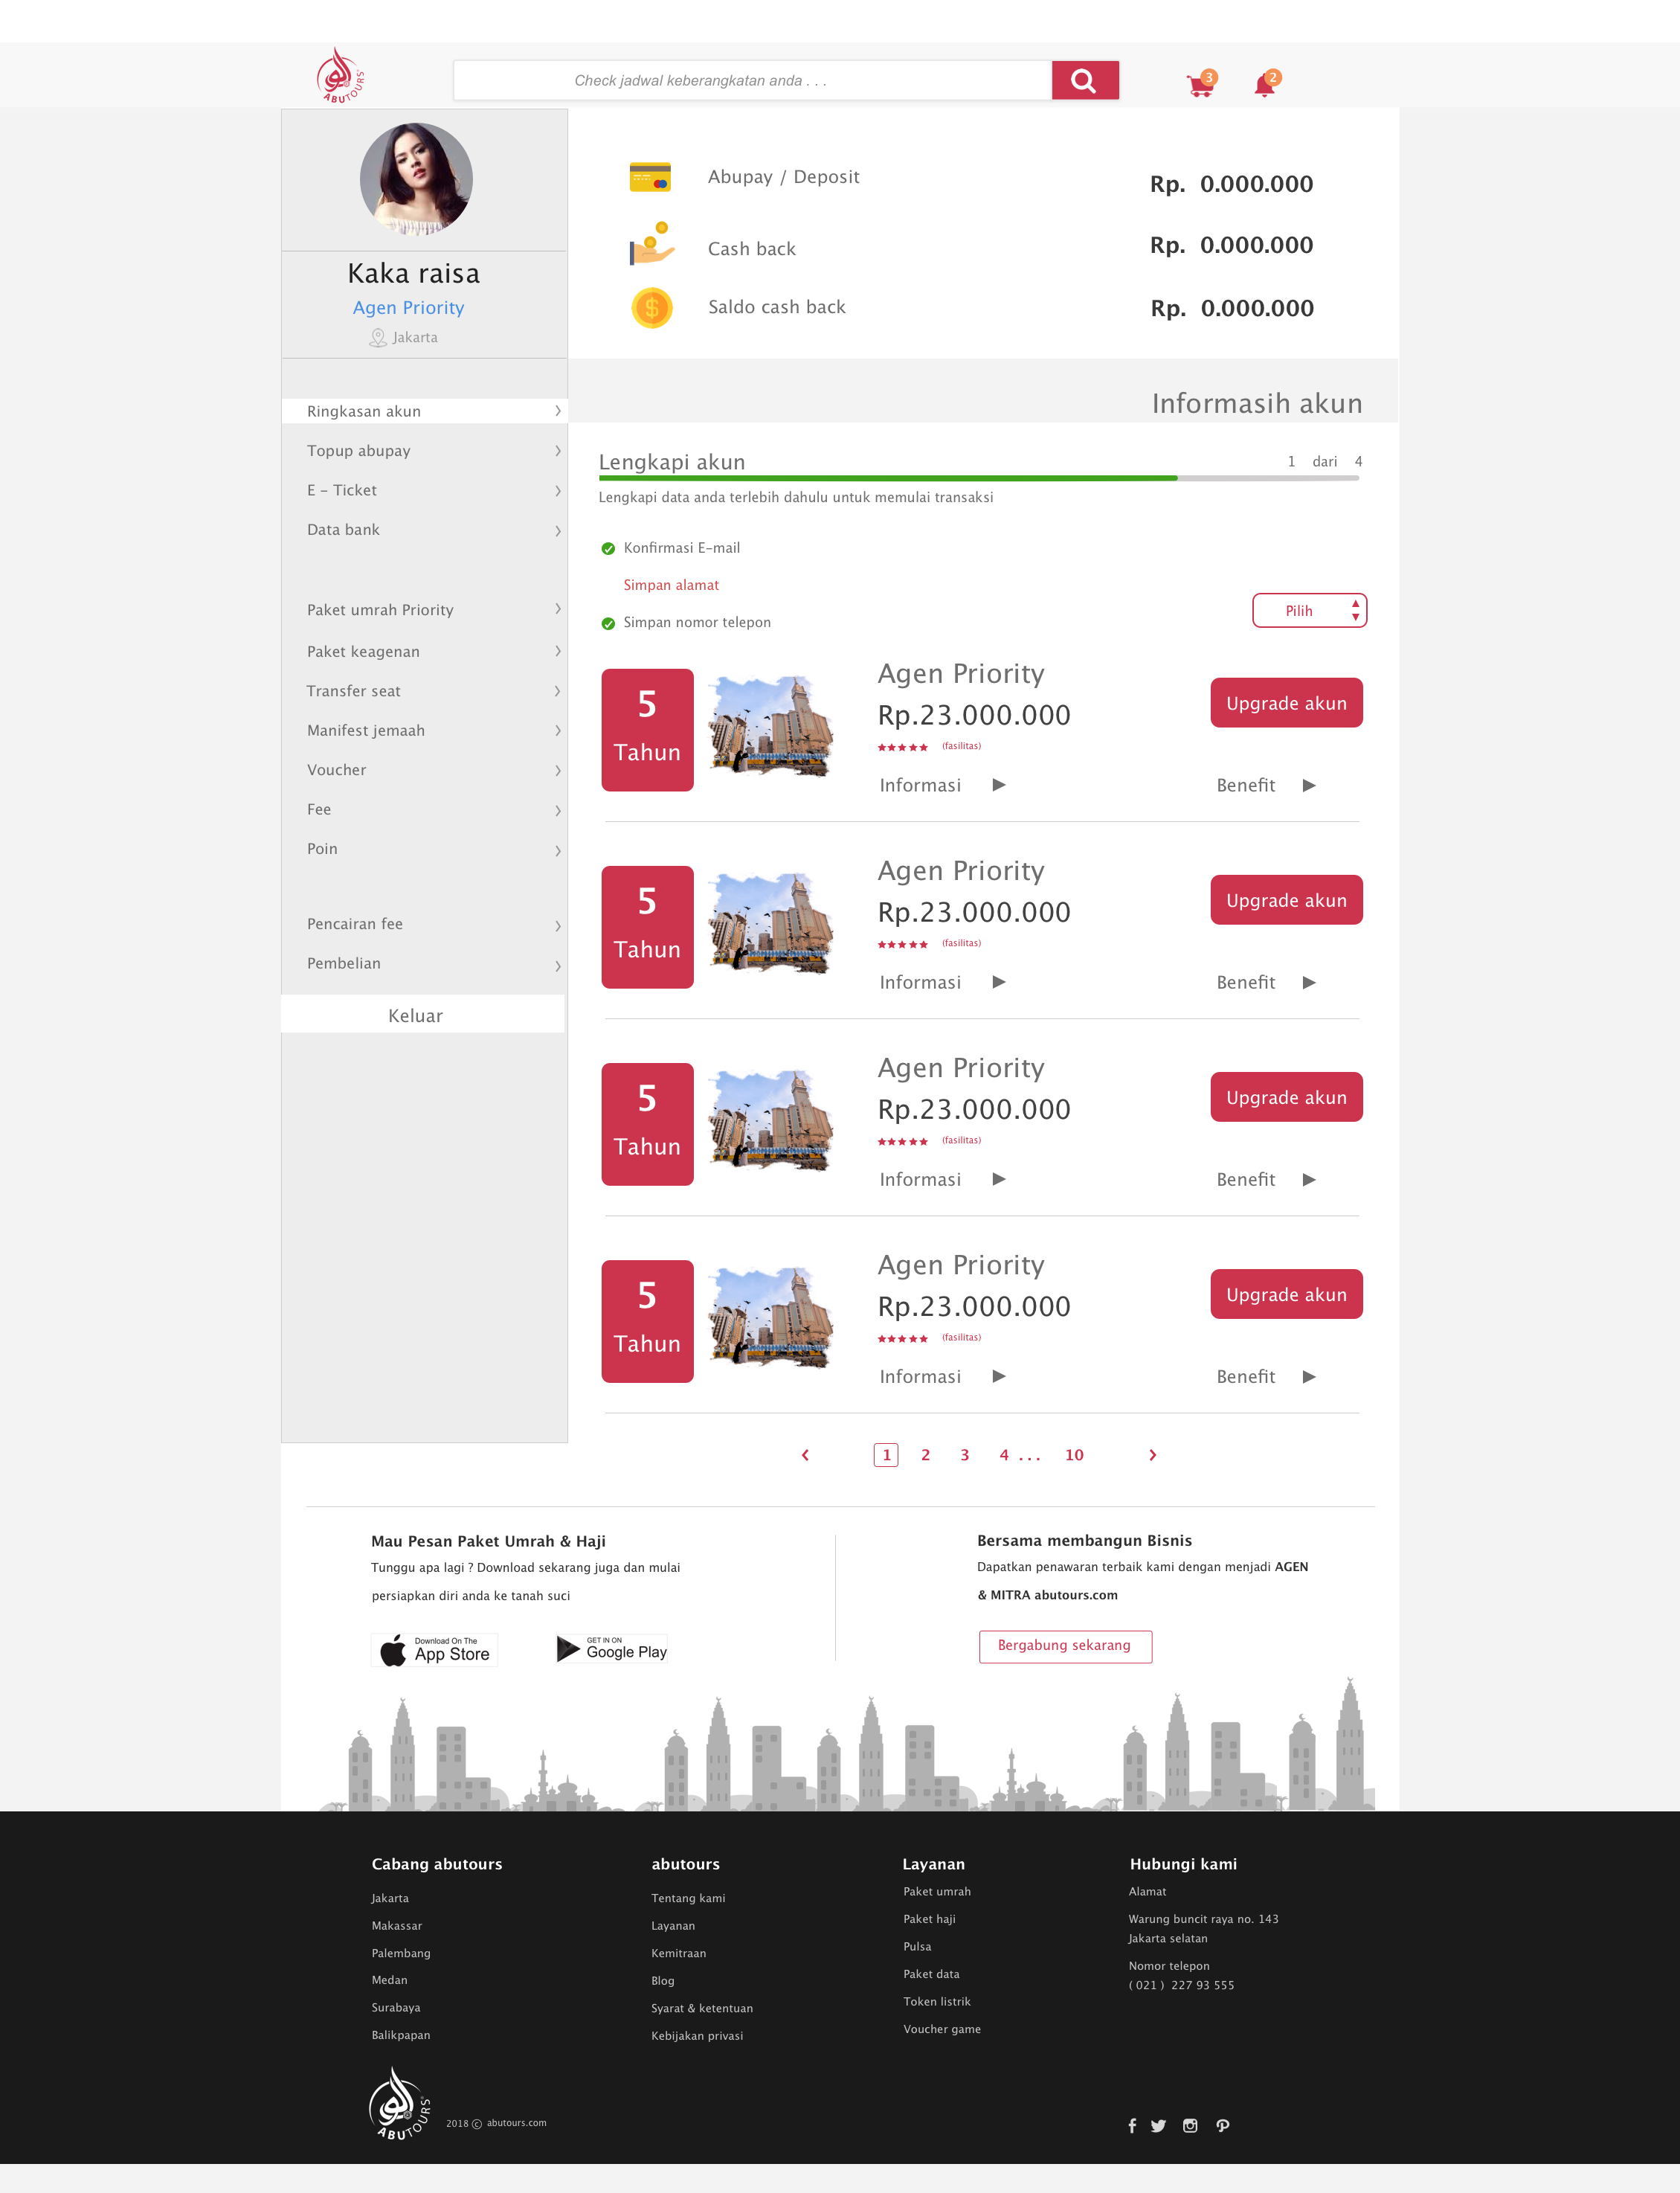 ABUTOURS
Check jadwal keberangkatan anda . . .
3
2
Kaka raisa
Agen Priority
Jakarta
Ringkasan akun
Topup abupay
E - Ticket
Data bank
Paket umrah Priority
Paket keagenan
Transfer seat
Manifest jemaah
Voucher
Fee
Poin
Pencairan fee
Pembelian
Keluar
Abupay / Deposit
Rp. 0.000.000
Cash back
Rp. 0.000.000
Saldo cash back
Rp. 0.000.000
Informasih akun
Lengkapi akun
1 dari 4
Lengkapi data anda terlebih dahulu untuk memulai transaksi
Konfirmasi E-mail
Simpan alamat
Simpan nomor telepon
Pilih
5
Tahun
Agen Priority
Rp.23.000.000
(fasilitas)
Informasi
Upgrade akun
Benefit
5
Tahun
Agen Priority
Rp.23.000.000
(fasilitas)
Informasi
Upgrade akun
Benefit
5
Tahun
Agen Priority
Rp.23.000.000
(fasilitas)
Informasi
Upgrade akun
Benefit
5
Tahun
Agen Priority
Rp.23.000.000
(fasilitas)
Informasi
Upgrade akun
Benefit
1 2 3 4 . . . 10
Mau Pesan Paket Umrah & Haji
Tunggu apa lagi ? Download sekarang juga dan mulai
persiapkan diri anda ke tanah suci
Download On The
App Store
GET IN ON
Google Play
Bersama membangun Bisnis
Dapatkan penawaran terbaik kami dengan menjadi AGEN
& MITRA abutours.com
Bergabung sekarang
Cabang abutours
Jakarta
Makassar
Palembang
Medan
Surabaya
Balikpapan
abutours
Tentang kami
Layanan
Kemitraan
Blog
Syarat & ketentuan
Kebijakan privasi
Layanan
Paket umrah
Paket haji
Pulsa
Paket data
Token listrik
Voucher game
Hubungi kami
Alamat
Warung buncit raya no. 143
Jakarta selatan
Nomor telepon
( 021 ) 227 93 555
ABUTOURS
2018 © abutours.com